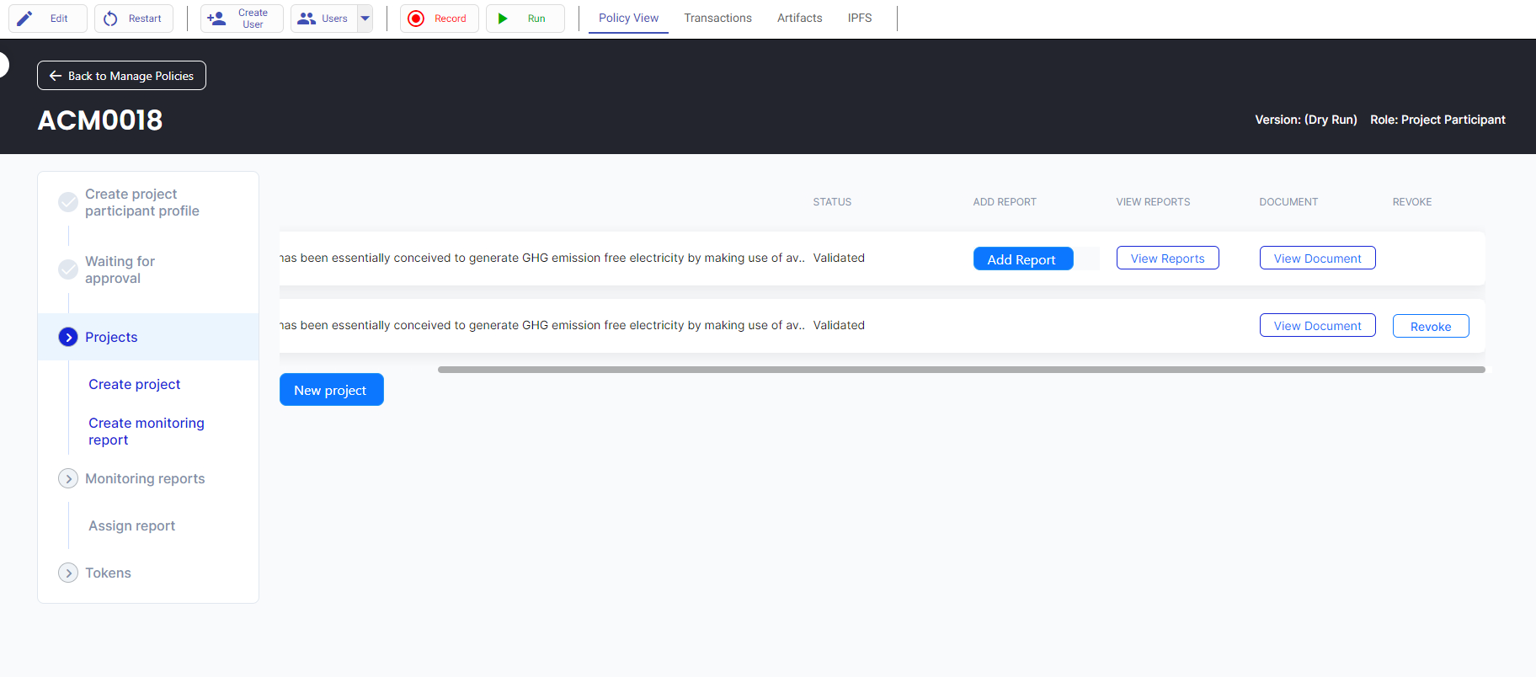 Edit
Restart
Create
User
Users
Record
Run
Policy View
Transactions
Artifacts
IPFS
Back to Manage Policies
ACM0018
Version: (Dry Run)
Role: Project Participant
Create project
participant profile
Waiting for
approval
Projects
Create project
Create monitoring
report
Monitoring reports
Assign report
Tokens
STATUS
ADD REPORT
VIEW REPORTS
DOCUMENT
REVOKE
has been essentially conceived to generate GHG emission free electricity by making use of av..
Validated
Add Report
View Reports
View Document
has been essentially conceived to generate GHG emission free electricity by making use of av..
Validated
View Document
Revoke
New project